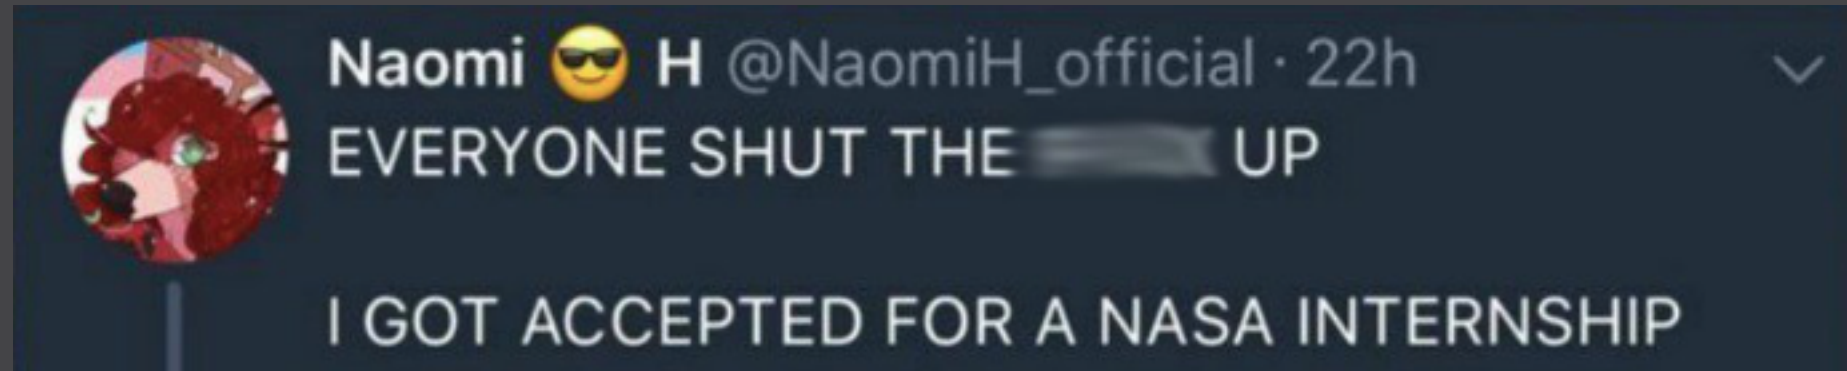 Naomi 😎 H @NaomiH_official · 22h
EVERYONE SHUT THE UP
I GOT ACCEPTED FOR A NASA INTERNSHIP